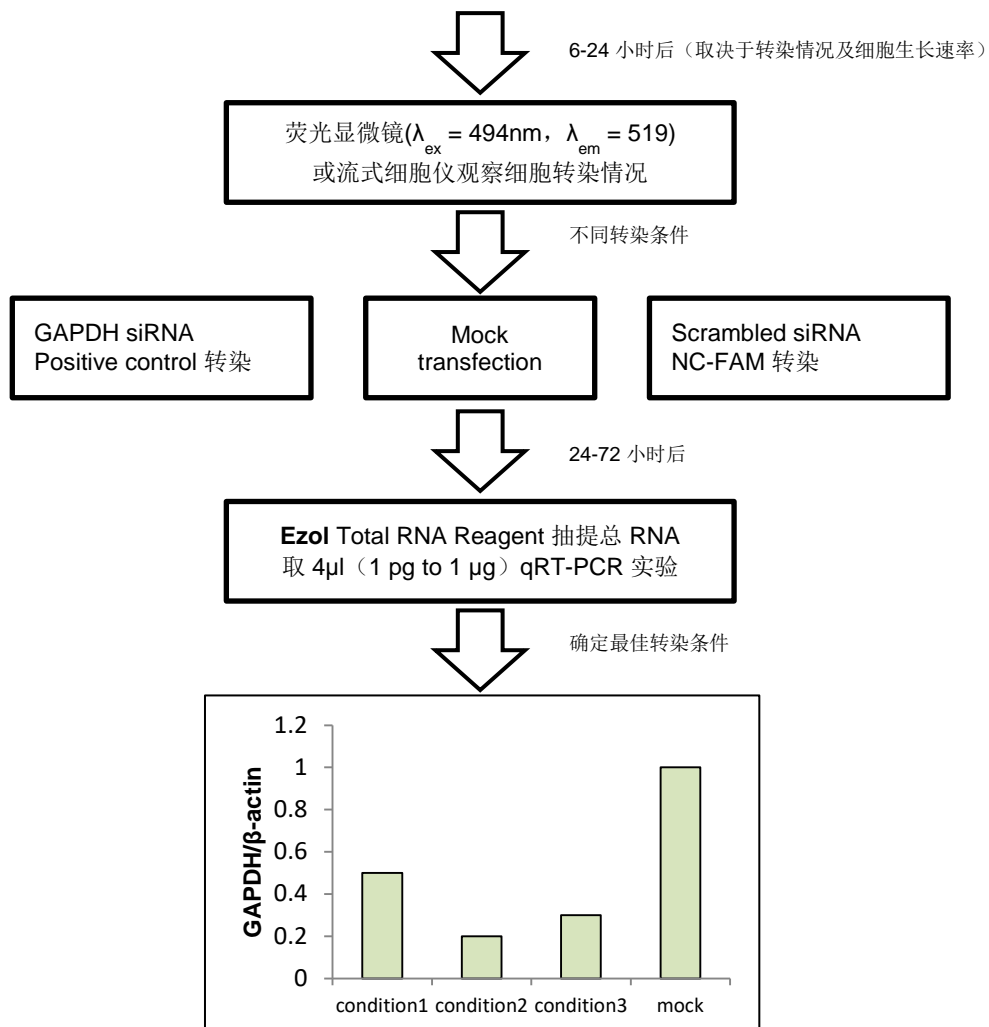 6-24 小时后（取决于转染情况及细胞生长速率）
荧光显微镜(λex = 494nm，λem = 519)
或流式细胞仪观察细胞转染情况
不同转染条件
GAPDH siRNA
Positive control 转染
Mock
transfection
Scrambled siRNA
NC-FAM 转染
24-72 小时后
Ezol Total RNA Reagent 抽提总 RNA
取 4μl（1 pg to 1 μg）qRT-PCR 实验
确定最佳转染条件
GAPDH/β-actin
1.2
1
0.8
0.6
0.4
0.2
0
condition1 condition2 condition3 mock